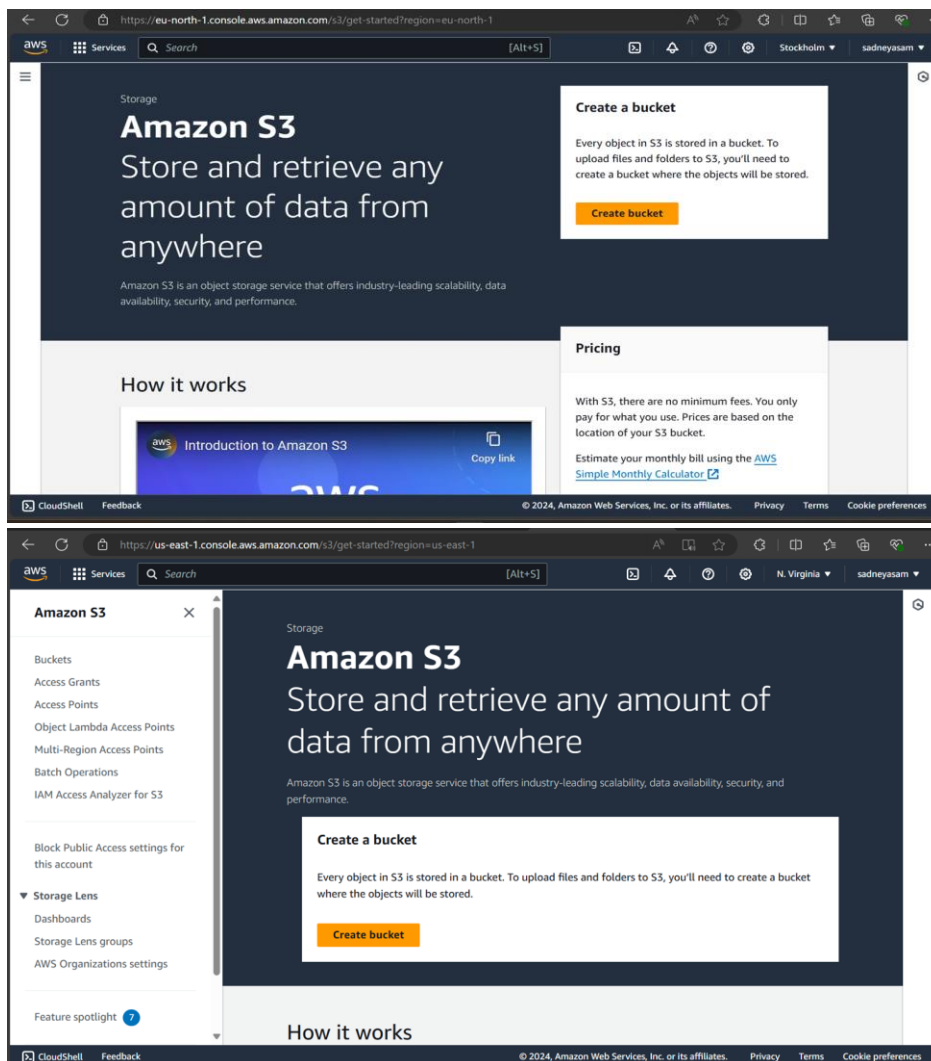 https://eu-north-1.console.aws.amazon.com/s3/get-started?region=eu-north-1
aws
Services
Search
[Alt+S]
Stockholm
sadneyasam
Storage
Amazon S3
Store and retrieve any
amount of data from
anywhere
Amazon S3 is an object storage service that offers industry-leading scalability, data
availability, security, and performance.
Create a bucket
Every object in S3 is stored in a bucket. To
upload files and folders to S3, you'll need to
create a bucket where the objects will be stored.
Create bucket
How it works
aws
Introduction to Amazon S3
Copy link
aws
Pricing
With S3, there are no minimum fees. You only
pay for what you use. Prices are based on the
location of your S3 bucket.
Estimate your monthly bill using the AWS
Simple Monthly Calculator
CloudShell
Feedback
© 2024, Amazon Web Services, Inc. or its affiliates.
Privacy
Terms
Cookie preferences
https://us-east-1.console.aws.amazon.com/s3/get-started?region=us-east-1
aws
Services
Search
[Alt+S]
N. Virginia
sadneyasam
Amazon S3
Buckets
Access Grants
Access Points
Object Lambda Access Points
Multi-Region Access Points
Batch Operations
IAM Access Analyzer for S3
Block Public Access settings for
this account
Storage Lens
Dashboards
Storage Lens groups
AWS Organizations settings
Feature spotlight 7
Storage
Amazon S3
Store and retrieve any amount of
data from anywhere
Amazon S3 is an object storage service that offers industry-leading scalability, data availability, security, and
performance.
Create a bucket
Every object in S3 is stored in a bucket. To upload files and folders to S3, you'll need to create a bucket
where the objects will be stored.
Create bucket
How it works
CloudShell
Feedback
© 2024, Amazon Web Services, Inc. or its affiliates.
Privacy
Terms
Cookie preferences